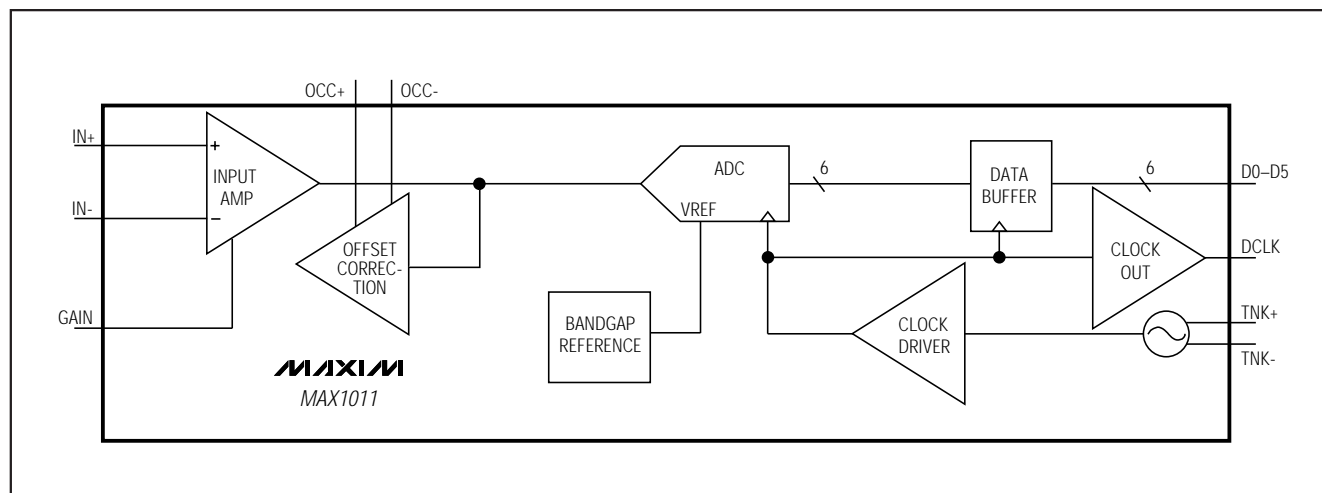 OCC+
OCC-
IN+
+
INPUT
AMP
IN-
−
GAIN
OFFSET
CORREC-
TION
ADC
VREF
6
DATA
BUFFER
6
D0–D5
CLOCK
OUT
DCLK
BANDGAP
REFERENCE
CLOCK
DRIVER
TNK+
TNK-
MAXIM
MAX1011